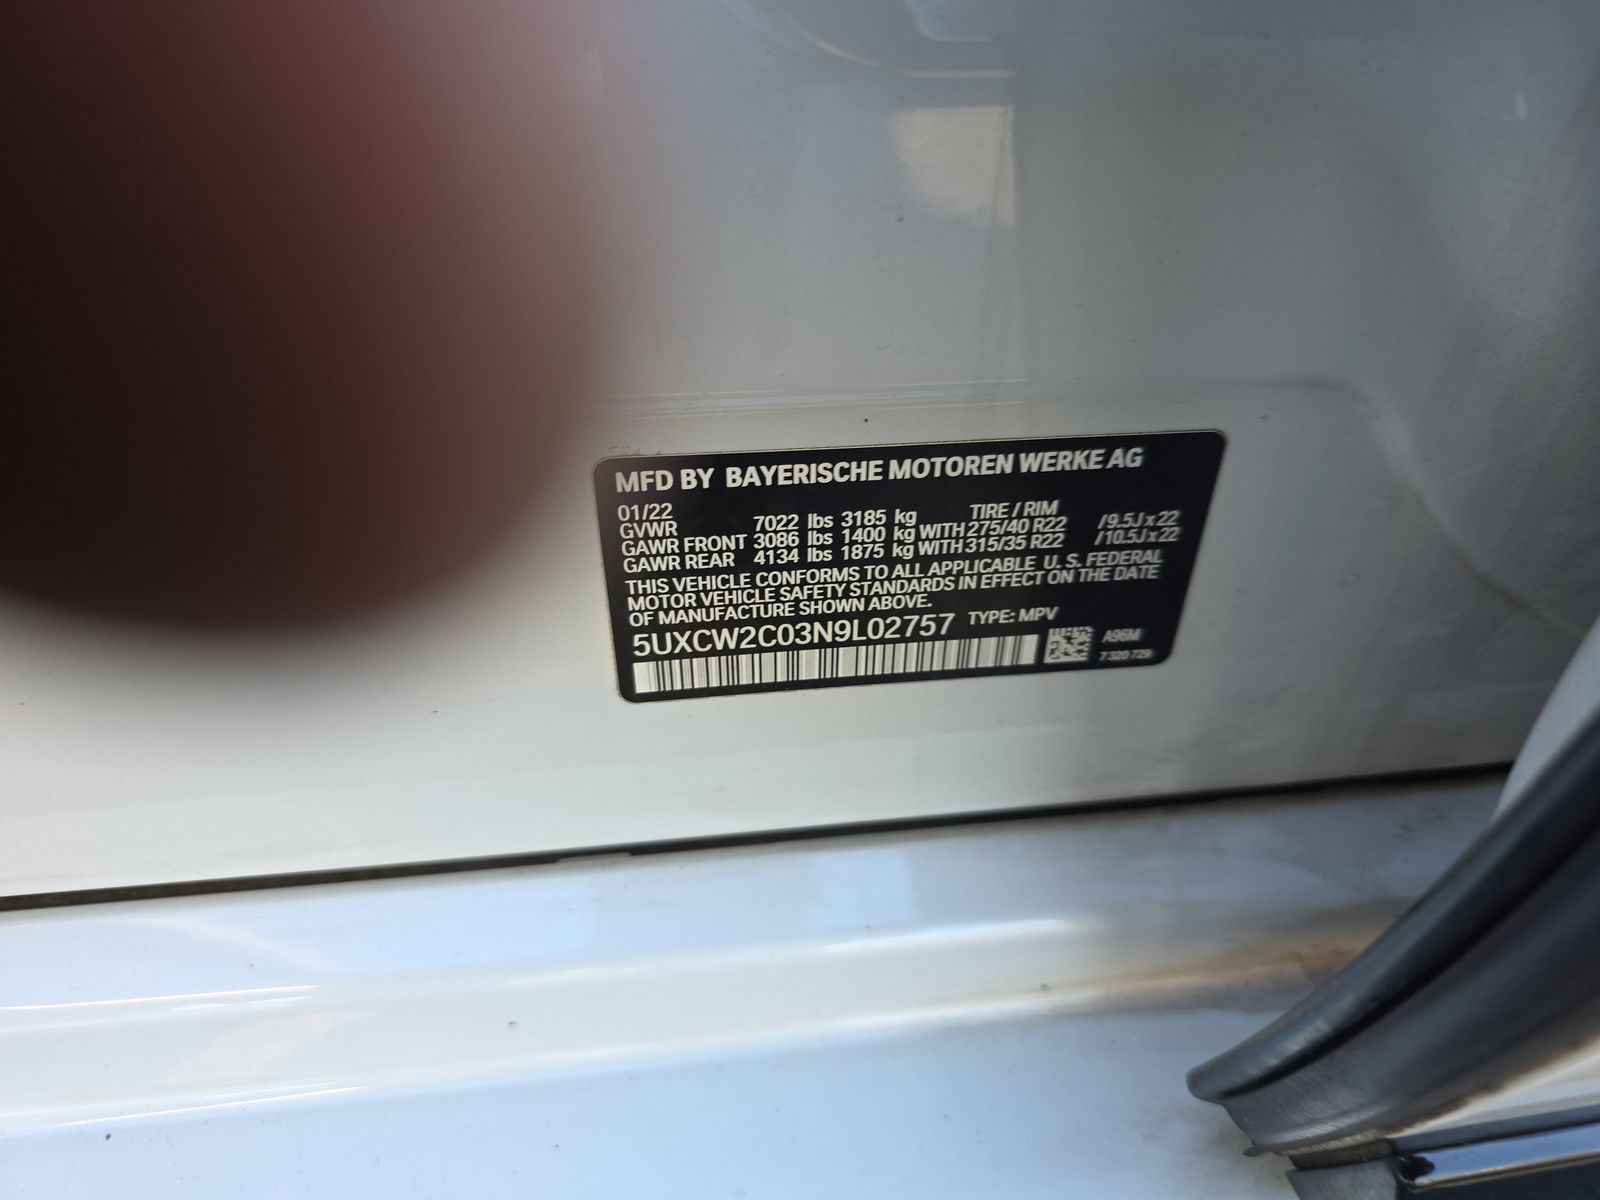 MFD BY BAYERISCHE MOTOREN WERKE AG
01/22 TIRE / RIM
GVWR 7022 lbs 3185 kg
GAWR FRONT 3086 lbs 1400 kg WITH 275/40 R22 /9.5J x 22
GAWR REAR 4134 lbs 1875 kg WITH 315/35 R22 /10.5J x 22
THIS VEHICLE CONFORMS TO ALL APPLICABLE U. S. FEDERAL
MOTOR VEHICLE SAFETY STANDARDS IN EFFECT ON THE DATE
OF MANUFACTURE SHOWN ABOVE.
5UXCW2C03N9L02757 TYPE: MPV
A96M
7 320 729